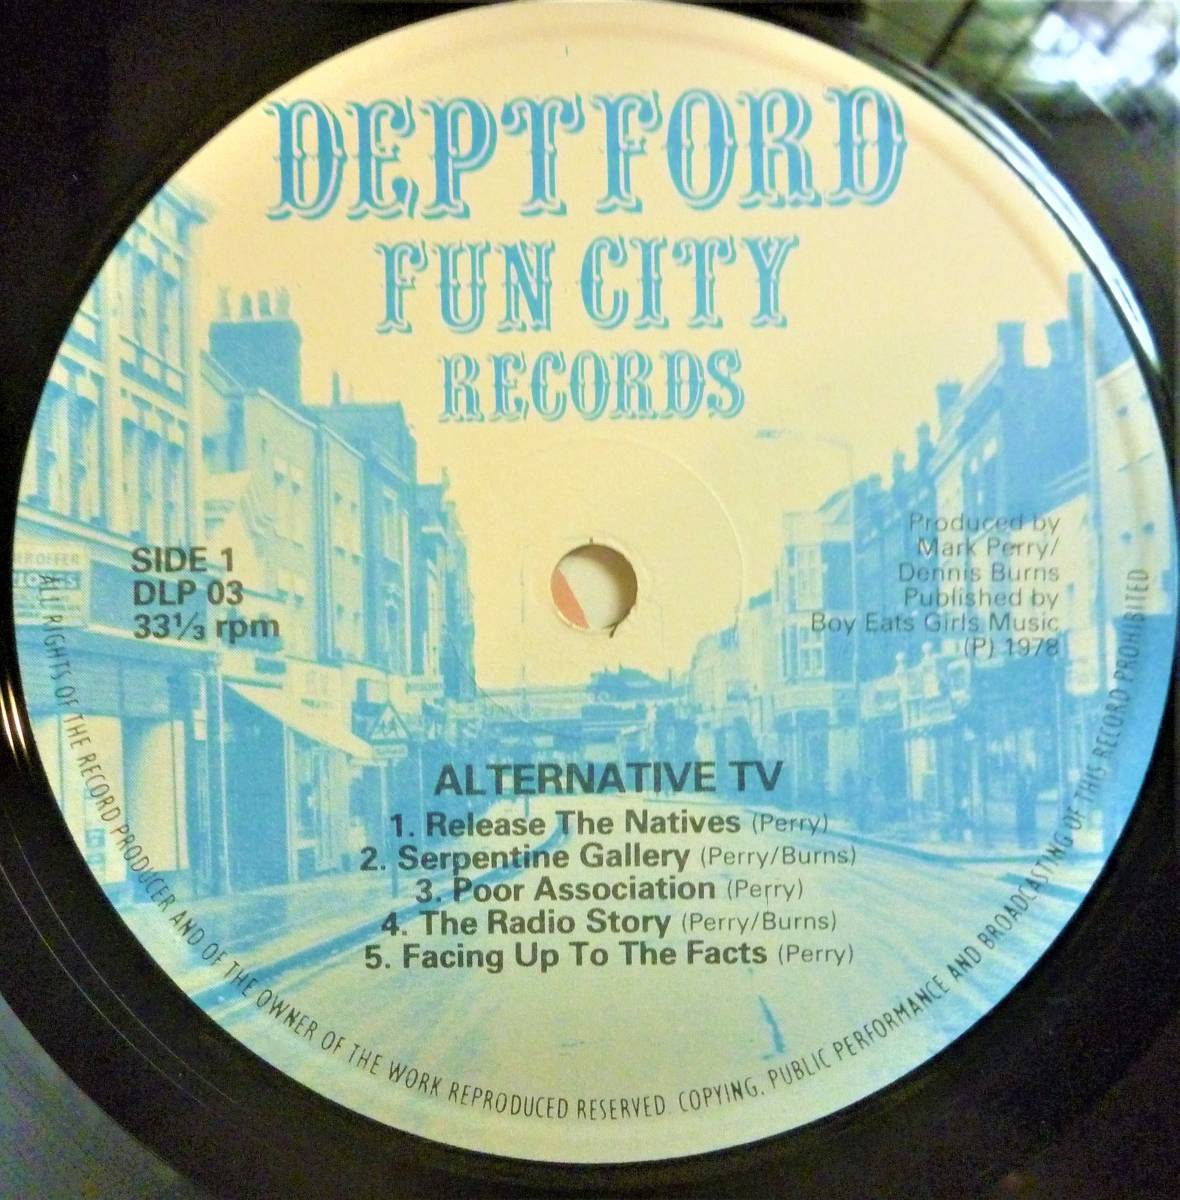 DEPTFORD
FUN CITY
RECORDS
SIDE 1
DLP 03
33⅓ rpm
Produced by
Mark Perry/
Dennis Burns
Published by
Boy Eats Girls Music
(P) 1978
ALTERNATIVE TV
1. Release The Natives (Perry)
2. Serpentine Gallery (Perry/Burns)
3. Poor Association (Perry)
4. The Radio Story (Perry/Burns)
5. Facing Up To The Facts (Perry)
ALL RIGHTS OF THE RECORD PRODUCER AND OF THE OWNER OF THE WORK REPRODUCED RESERVED COPYING, PUBLIC PERFORMANCE AND BROADCASTING OF THIS RECORD PROHIBITED